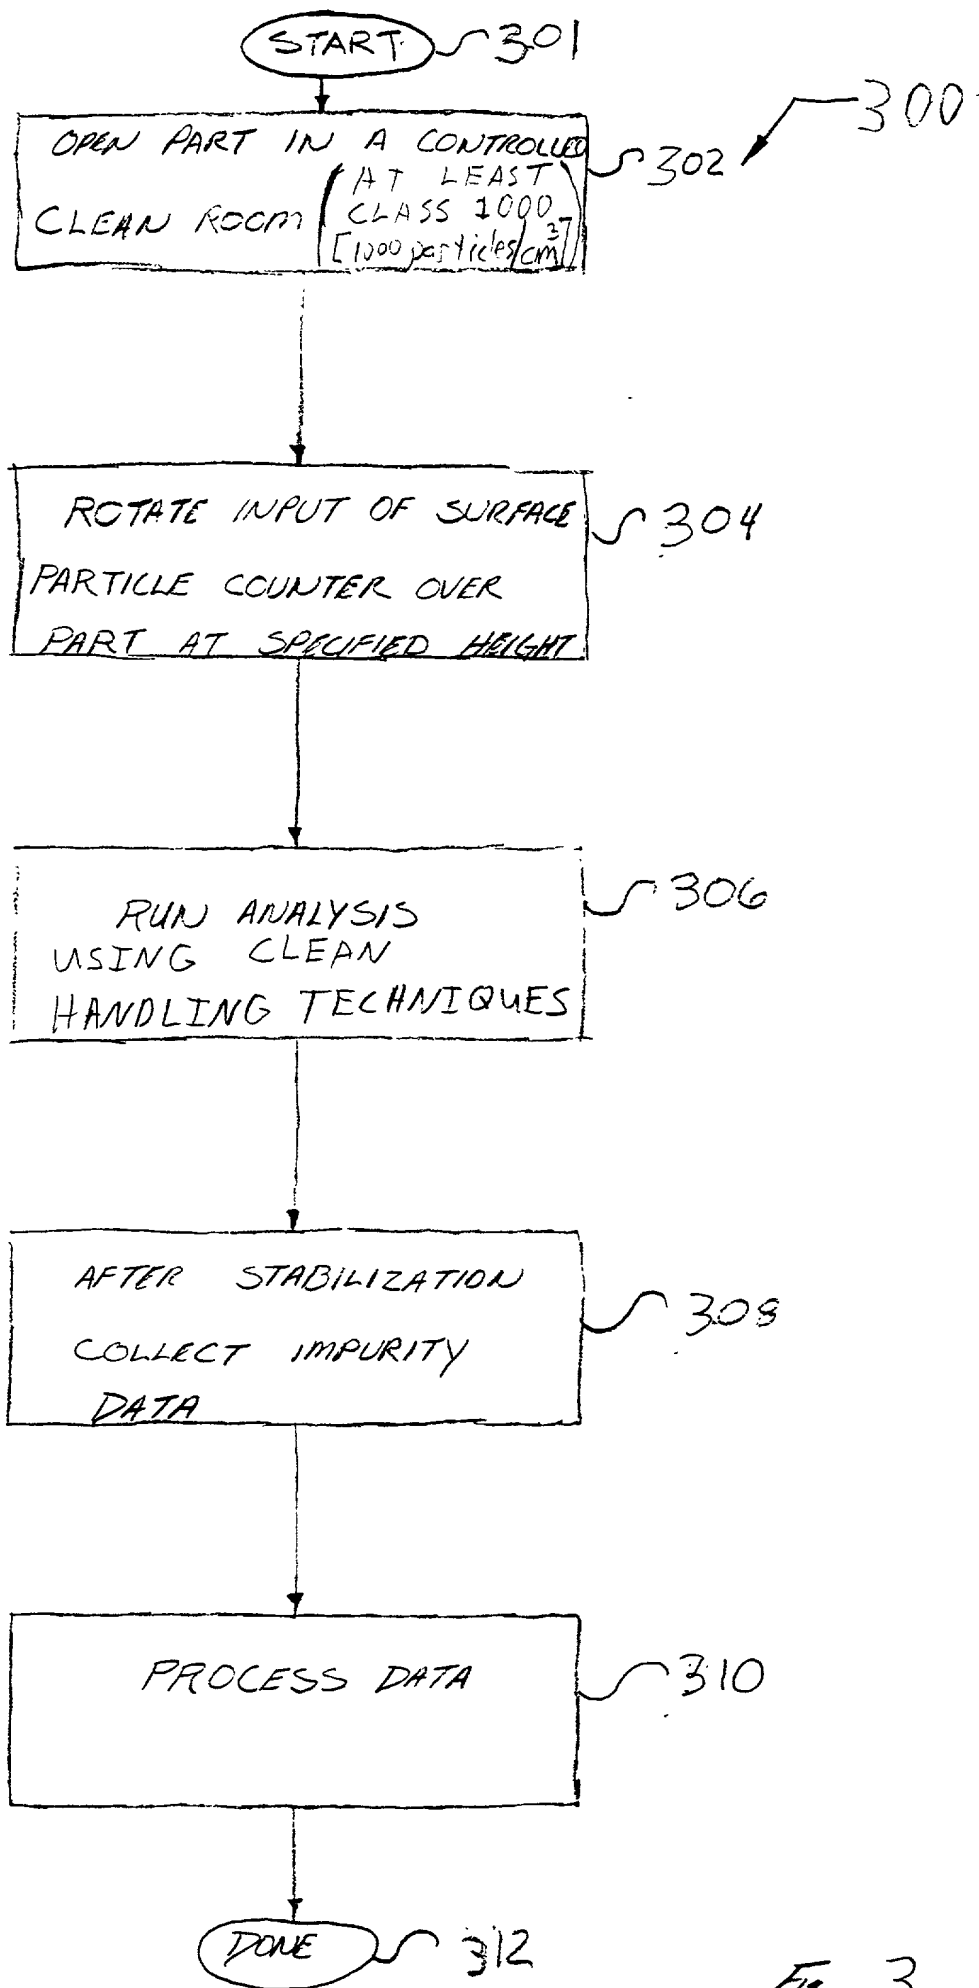 START 301
300
OPEN PART IN A CONTROLLED 302
CLEAN ROOM (AT LEAST
CLASS 1000
[1000 particles/cm³])
ROTATE INPUT OF SURFACE 304
PARTICLE COUNTER OVER
PART AT SPECIFIED HEIGHT
RUN ANALYSIS 306
USING CLEAN
HANDLING TECHNIQUES
AFTER STABILIZATION 308
COLLECT IMPURITY
DATA
PROCESS DATA 310
DONE 312
Fig. 3